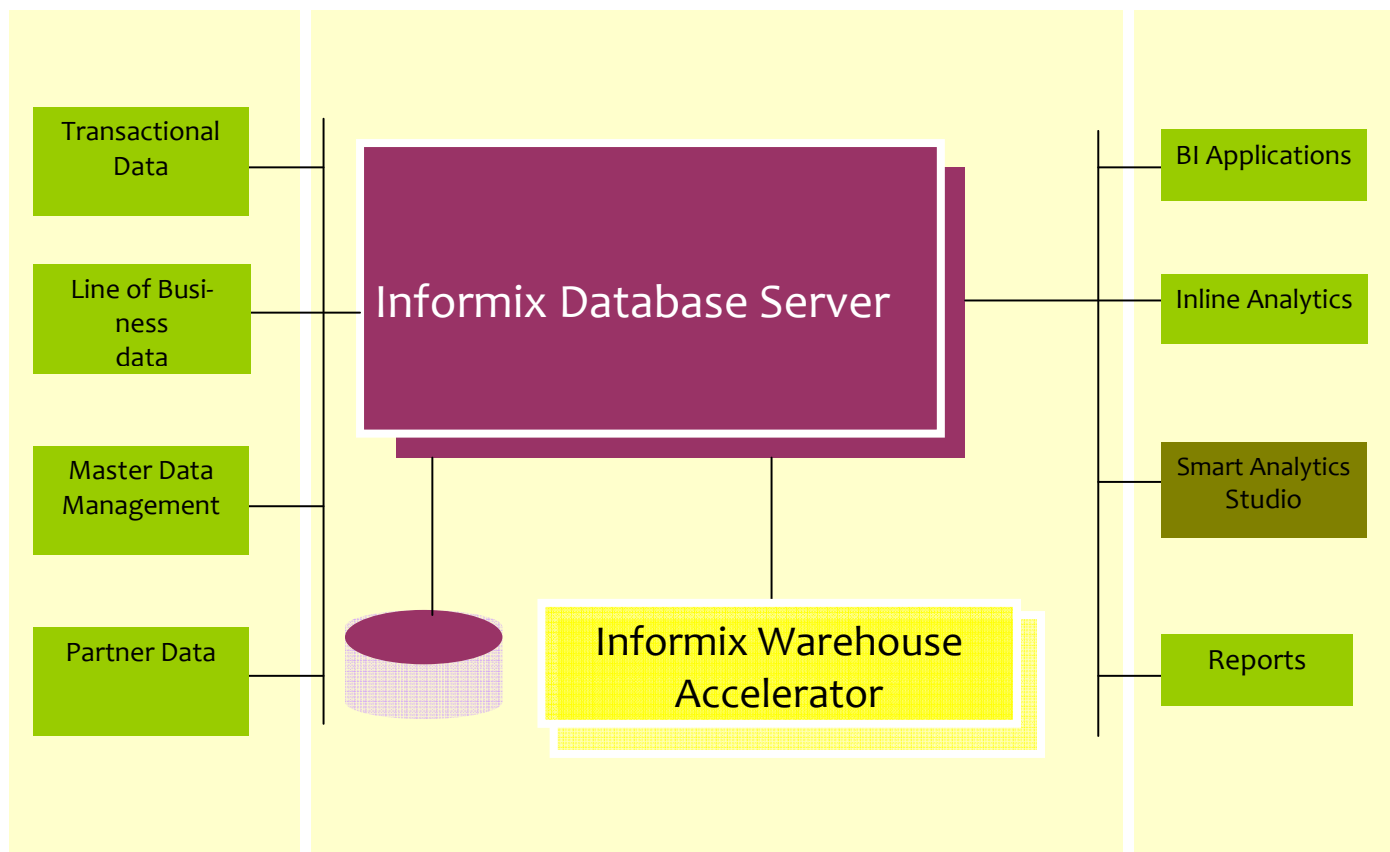 Transactional
Data
Line of Busi-
ness
data
Master Data
Management
Partner Data
Informix Database Server
Informix Warehouse
Accelerator
BI Applications
Inline Analytics
Smart Analytics
Studio
Reports